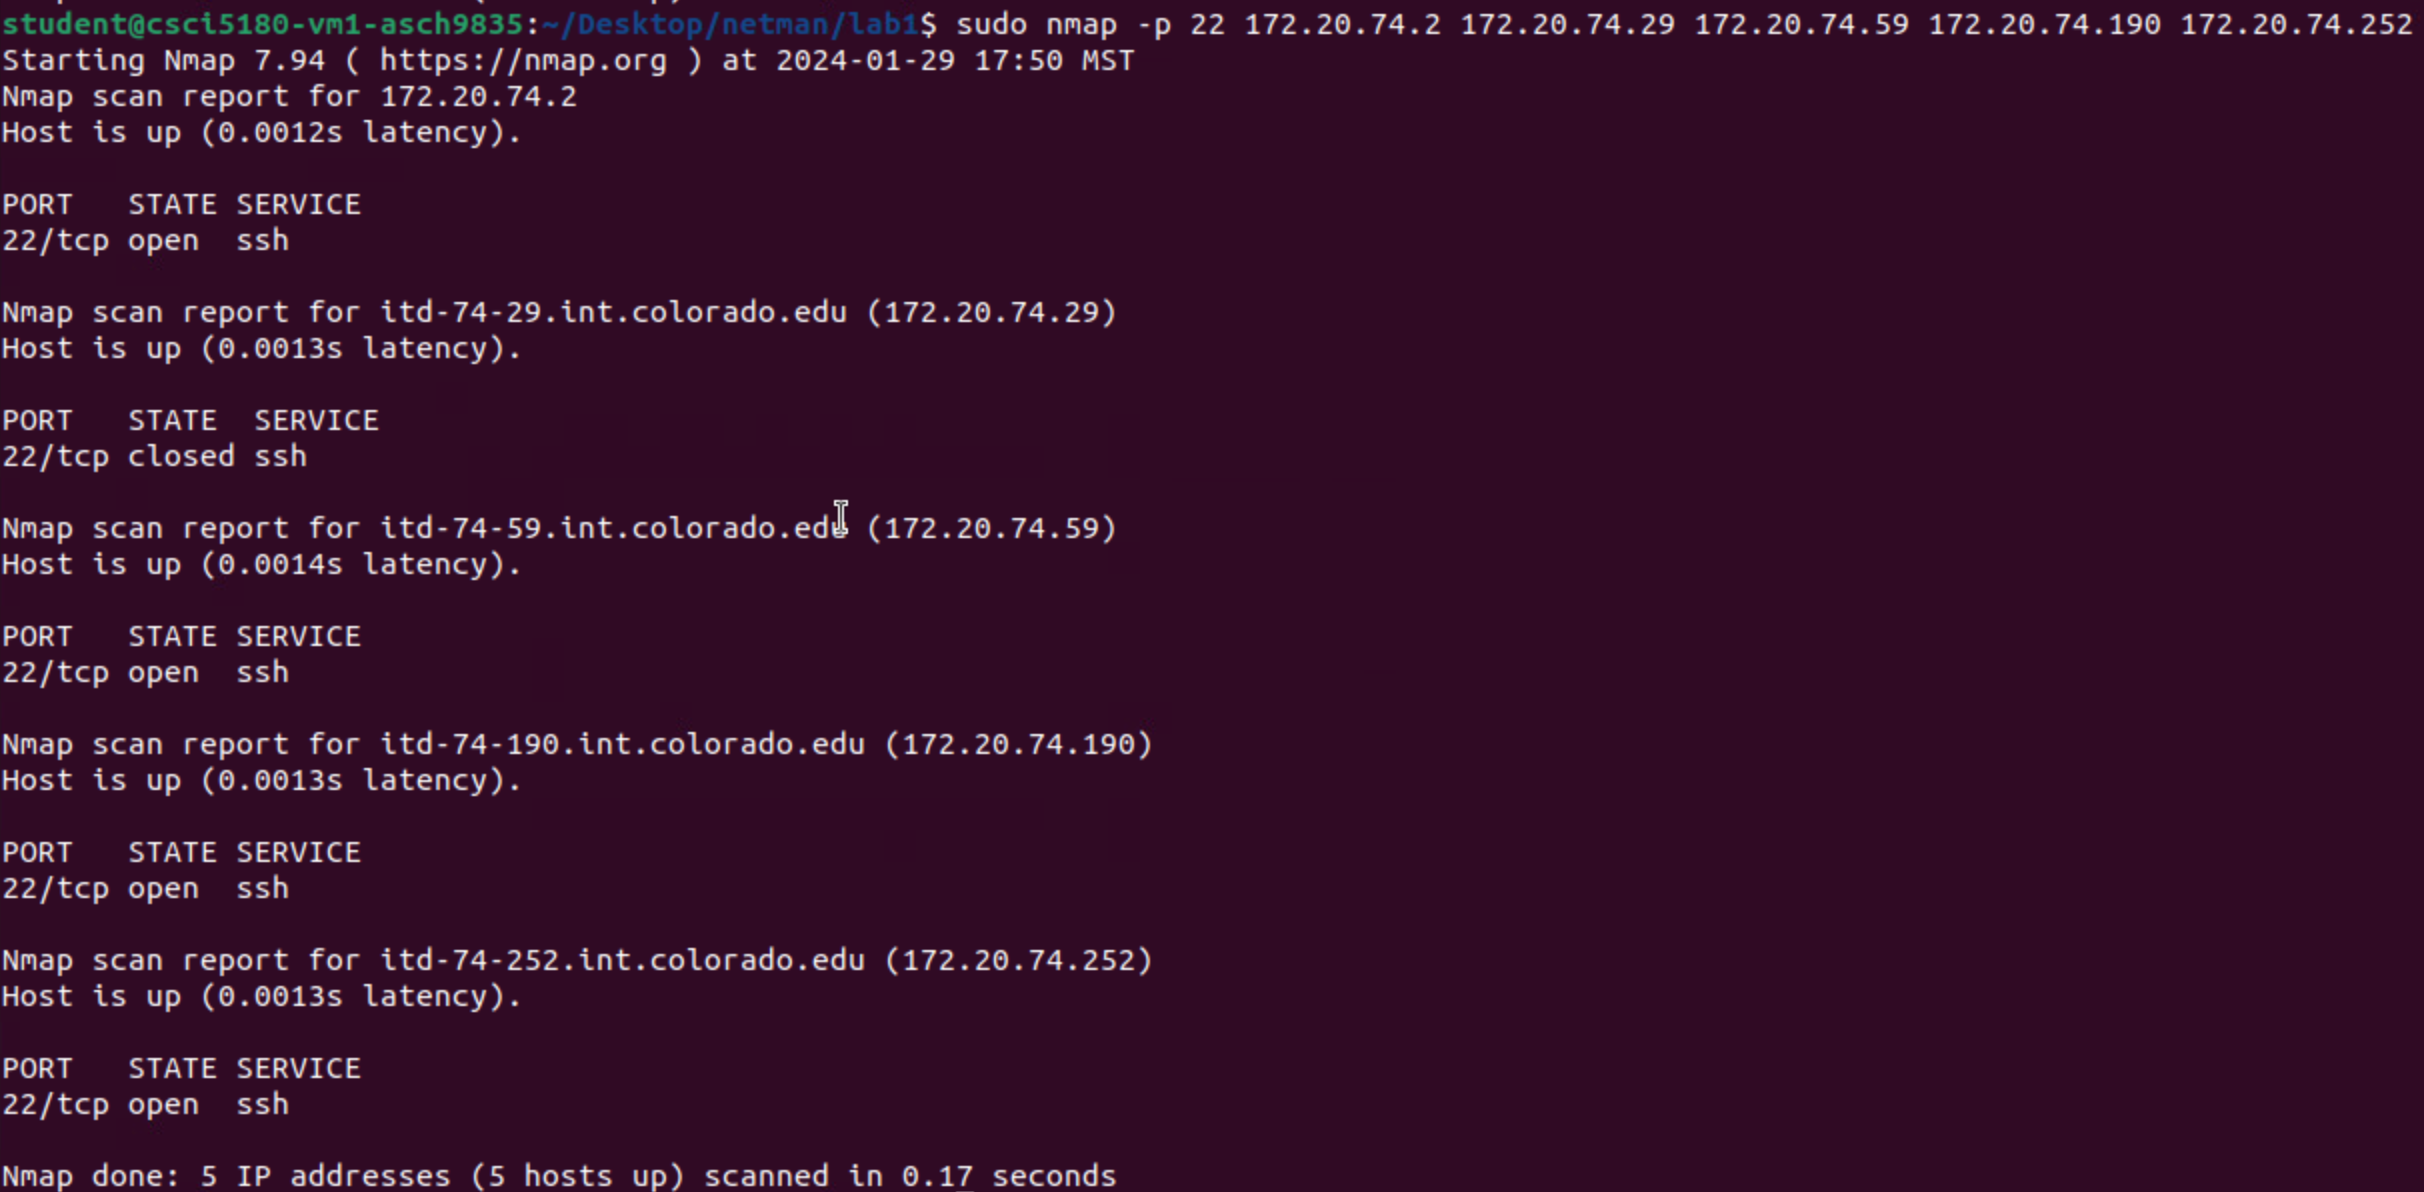 student@csci5180-vm1-asch9835:~/Desktop/netman/lab1$ sudo nmap -p 22 172.20.74.2 172.20.74.29 172.20.74.59 172.20.74.190 172.20.74.252
Starting Nmap 7.94 ( https://nmap.org ) at 2024-01-29 17:50 MST
Nmap scan report for 172.20.74.2
Host is up (0.0012s latency).
PORT   STATE SERVICE
22/tcp open  ssh
Nmap scan report for itd-74-29.int.colorado.edu (172.20.74.29)
Host is up (0.0013s latency).
PORT   STATE  SERVICE
22/tcp closed ssh
Nmap scan report for itd-74-59.int.colorado.edu (172.20.74.59)
Host is up (0.0014s latency).
PORT   STATE SERVICE
22/tcp open  ssh
Nmap scan report for itd-74-190.int.colorado.edu (172.20.74.190)
Host is up (0.0013s latency).
PORT   STATE SERVICE
22/tcp open  ssh
Nmap scan report for itd-74-252.int.colorado.edu (172.20.74.252)
Host is up (0.0013s latency).
PORT   STATE SERVICE
22/tcp open  ssh
Nmap done: 5 IP addresses (5 hosts up) scanned in 0.17 seconds